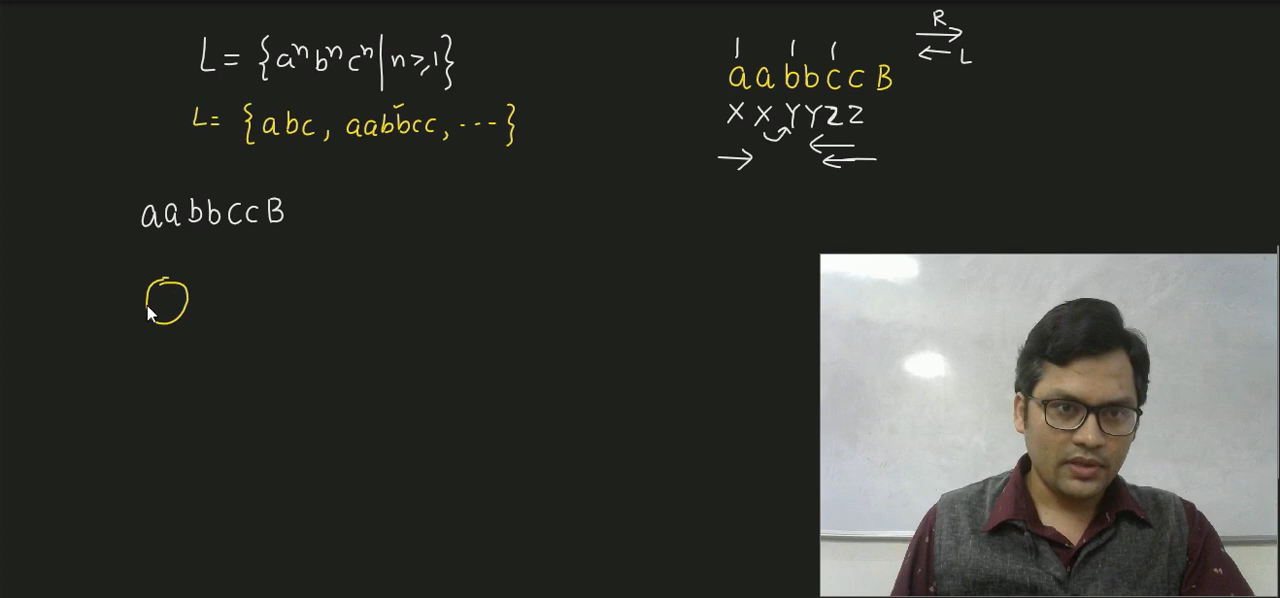 L = {aⁿbⁿcⁿ | n ≥ 1}
L = {abc, aabbcc, ---}
aabbccB
I I I
aabbccB
XXYYZZ
R
L